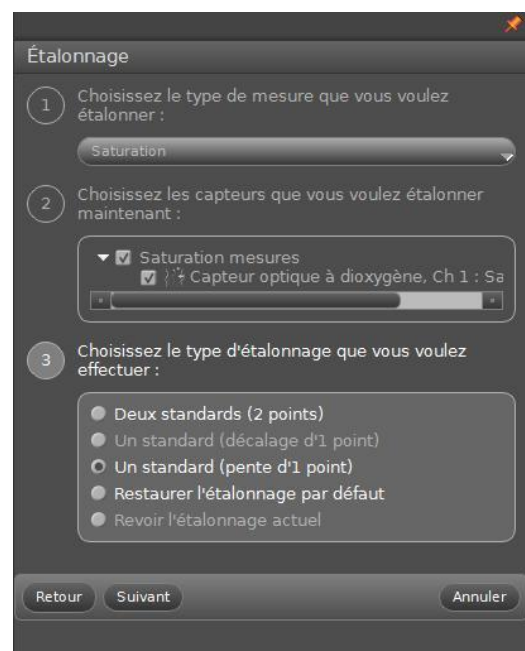 Étalonnage
1
Choisissez le type de mesure que vous voulez
étalonner :
Saturation
2
Choisissez les capteurs que vous voulez étalonner
maintenant :
Saturation mesures
Capteur optique à dioxygène, Ch 1 : Sa
3
Choisissez le type d'étalonnage que vous voulez
effectuer :
Deux standards (2 points)
Un standard (décalage d'1 point)
Un standard (pente d'1 point)
Restaurer l'étalonnage par défaut
Revoir l'étalonnage actuel
Retour Suivant Annuler